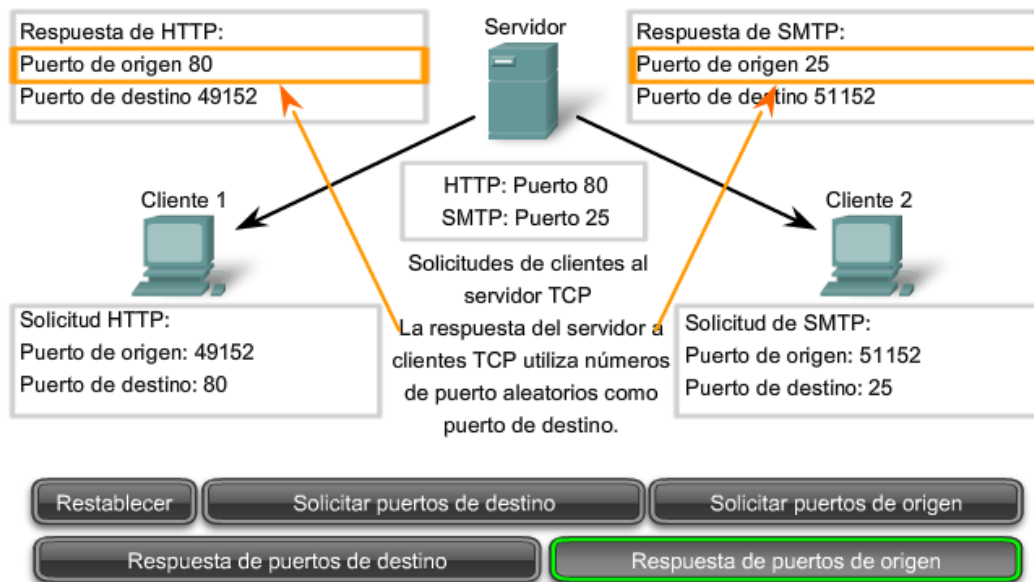 Respuesta de HTTP:
Puerto de origen 80
Puerto de destino 49152
Servidor
Respuesta de SMTP:
Puerto de origen 25
Puerto de destino 51152
Cliente 1
HTTP: Puerto 80
SMTP: Puerto 25
Cliente 2
Solicitudes de clientes al
servidor TCP
La respuesta del servidor a
clientes TCP utiliza números
de puerto aleatorios como
puerto de destino.
Solicitud HTTP:
Puerto de origen: 49152
Puerto de destino: 80
Solicitud de SMTP:
Puerto de origen: 51152
Puerto de destino: 25
Restablecer
Solicitar puertos de destino
Solicitar puertos de origen
Respuesta de puertos de destino
Respuesta de puertos de origen